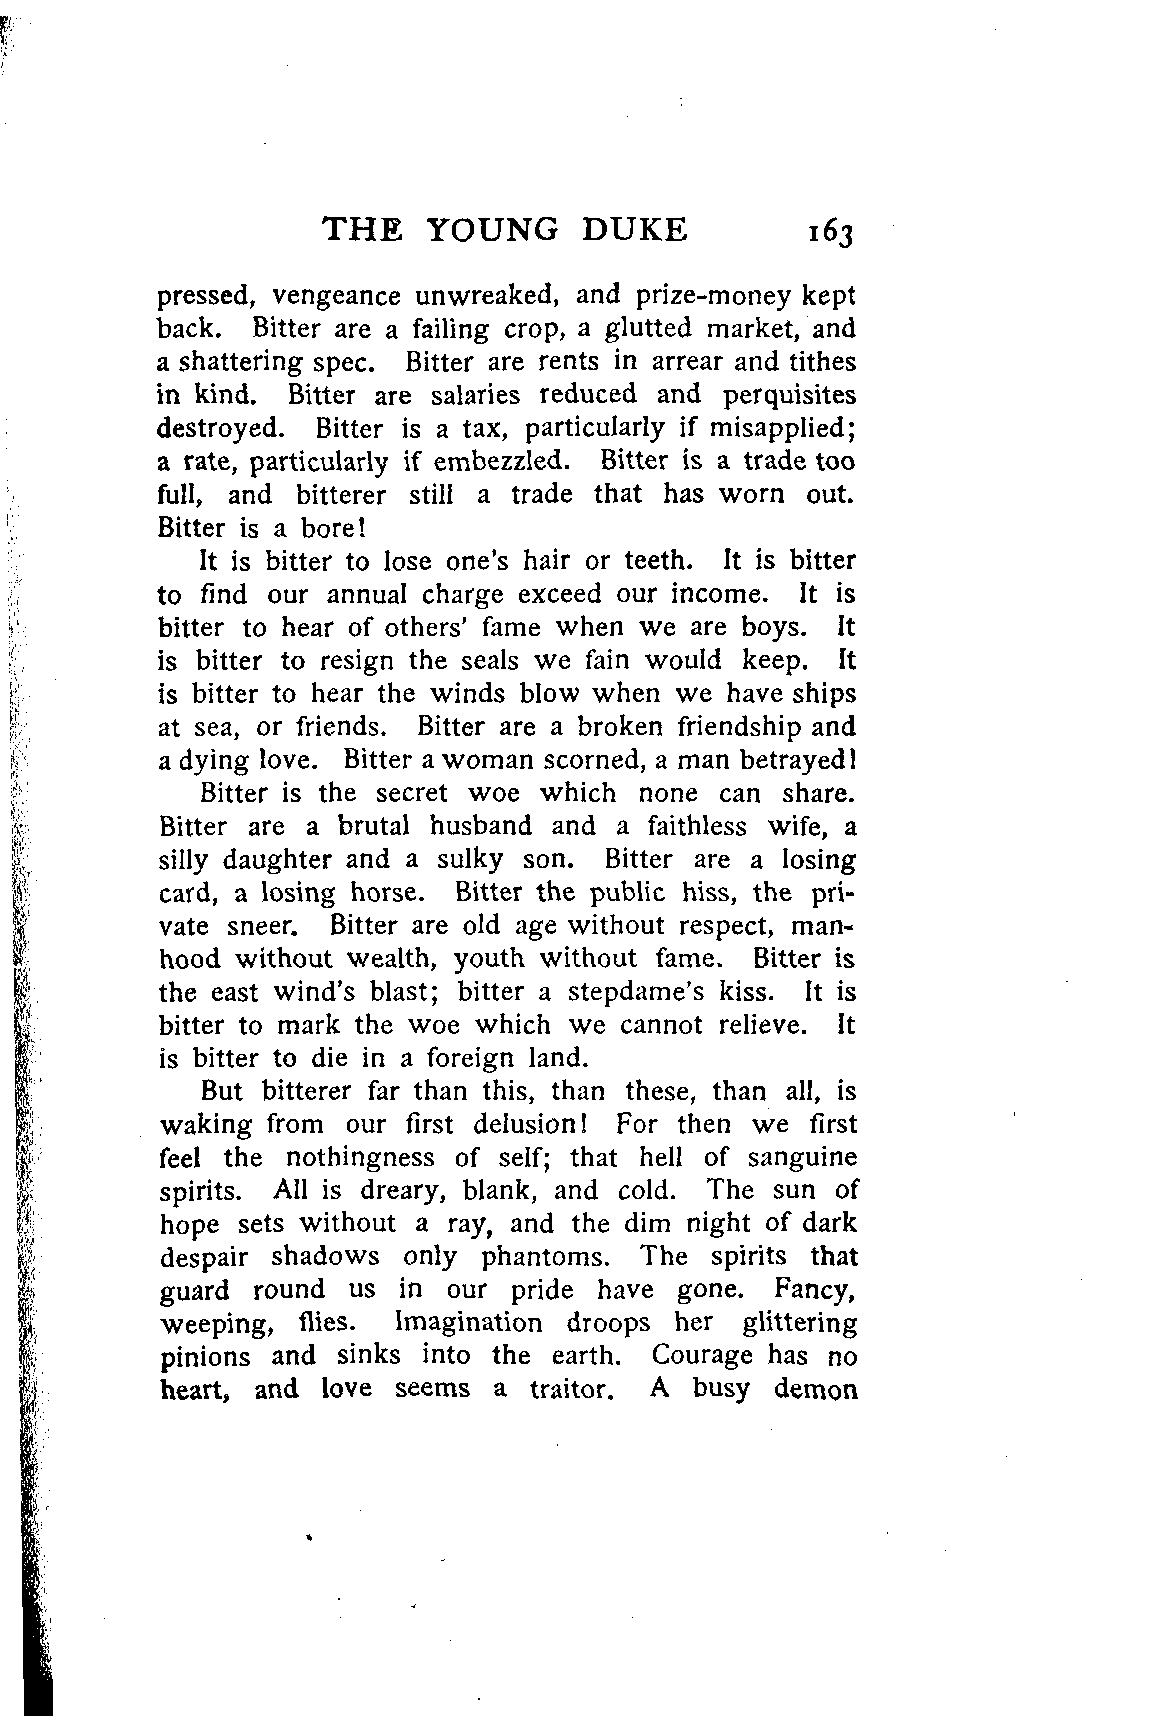 THE YOUNG DUKE 163
pressed, vengeance unwreaked, and prize-money kept
back. Bitter are a failing crop, a glutted market, and
a shattering spec. Bitter are rents in arrear and tithes
in kind. Bitter are salaries reduced and perquisites
destroyed. Bitter is a tax, particularly if misapplied;
a rate, particularly if embezzled. Bitter is a trade too
full, and bitterer still a trade that has worn out.
Bitter is a bore!
It is bitter to lose one's hair or teeth. It is bitter
to find our annual charge exceed our income. It is
bitter to hear of others' fame when we are boys. It
is bitter to resign the seals we fain would keep. It
is bitter to hear the winds blow when we have ships
at sea, or friends. Bitter are a broken friendship and
a dying love. Bitter a woman scorned, a man betrayed!
Bitter is the secret woe which none can share.
Bitter are a brutal husband and a faithless wife, a
silly daughter and a sulky son. Bitter are a losing
card, a losing horse. Bitter the public hiss, the pri-
vate sneer. Bitter are old age without respect, man-
hood without wealth, youth without fame. Bitter is
the east wind's blast; bitter a stepdame's kiss. It is
bitter to mark the woe which we cannot relieve. It
is bitter to die in a foreign land.
But bitterer far than this, than these, than all, is
waking from our first delusion! For then we first
feel the nothingness of self; that hell of sanguine
spirits. All is dreary, blank, and cold. The sun of
hope sets without a ray, and the dim night of dark
despair shadows only phantoms. The spirits that
guard round us in our pride have gone. Fancy,
weeping, flies. Imagination droops her glittering
pinions and sinks into the earth. Courage has no
heart, and love seems a traitor. A busy demon